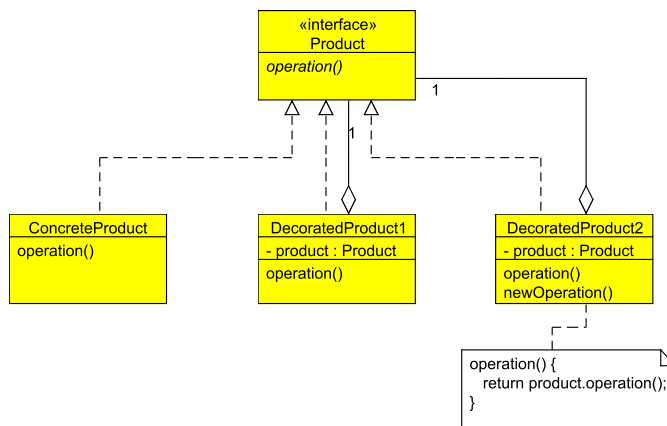 «interface»
Product
operation()
1
1
ConcreteProduct
operation()
DecoratedProduct1
- product : Product
operation()
DecoratedProduct2
- product : Product
operation()
newOperation()
operation() {
return product.operation();
}